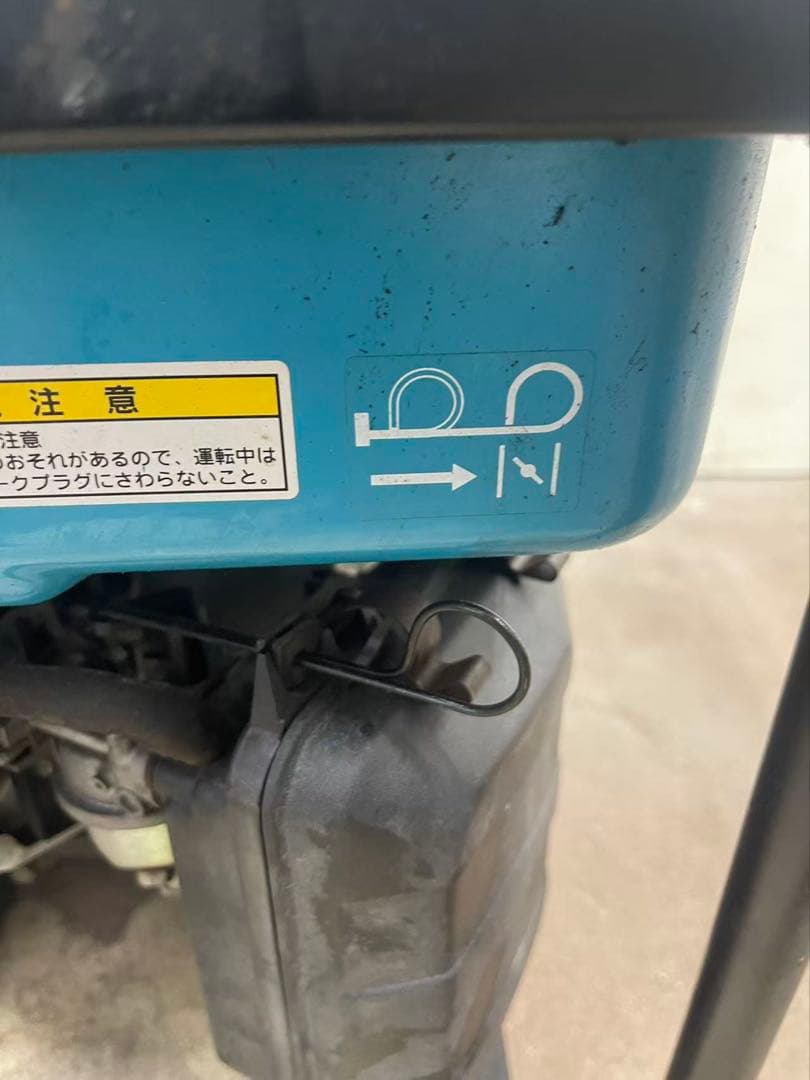 注意
注意
のおそれがあるので、運転中は
ークプラグにさわらないこと。